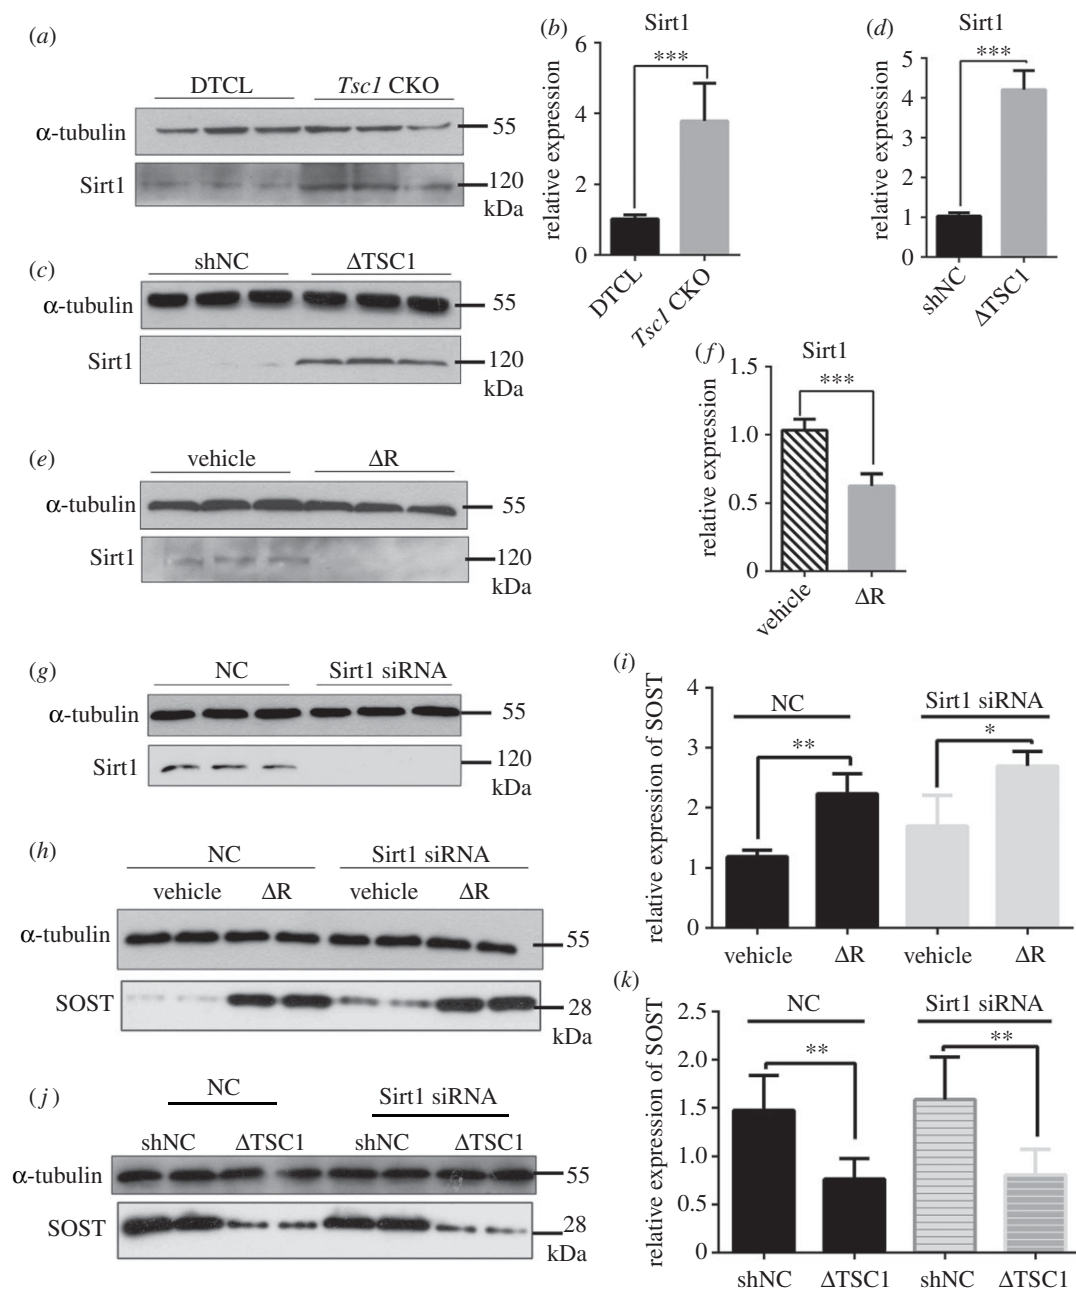 (a)
DTCL Tsc1 CKO
α-tubulin 55
Sirt1 120
kDa
(b)
Sirt1
relative expression
6
***
4
2
0
DTCL Tsc1 CKO
(c)
shNC ΔTSC1
α-tubulin 55
Sirt1 120
kDa
(d)
Sirt1
relative expression
5
***
4
3
2
1
0
shNC ΔTSC1
(e)
vehicle ΔR
α-tubulin 55
Sirt1 120
kDa
(f)
Sirt1
relative expression
1.5
***
1.0
0.5
0
vehicle ΔR
(g)
NC Sirt1 siRNA
α-tubulin 55
Sirt1 120
kDa
(h)
NC Sirt1 siRNA
vehicle ΔR vehicle ΔR
α-tubulin 55
SOST 28
kDa
(i)
relative expression of SOST
4
NC Sirt1 siRNA
3
** *
2
1
0
vehicle ΔR vehicle ΔR
(j)
NC Sirt1 siRNA
shNC ΔTSC1 shNC ΔTSC1
α-tubulin 55
SOST 28
kDa
(k)
relative expression of SOST
2.5
NC Sirt1 siRNA
2.0
** **
1.5
1.0
0.5
0
shNC ΔTSC1 shNC ΔTSC1